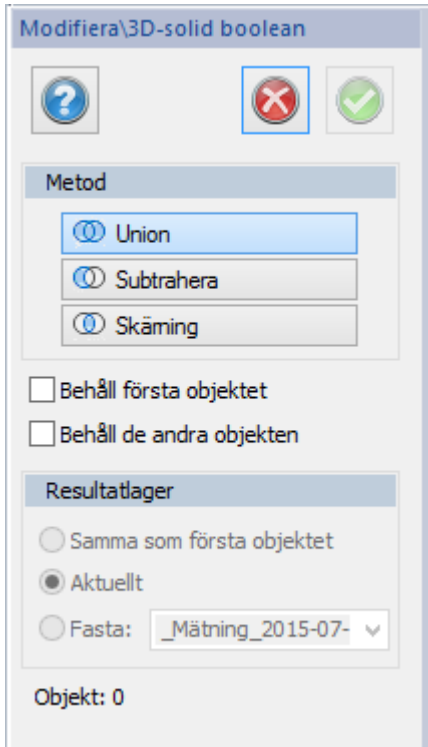 Modifiera\3D-solid boolean
Metod
Union
Subtrahera
Skärning
Behåll första objektet
Behåll de andra objekten
Resultatlager
Samma som första objektet
Aktuellt
Fasta: _Mätning_2015-07-
Objekt: 0